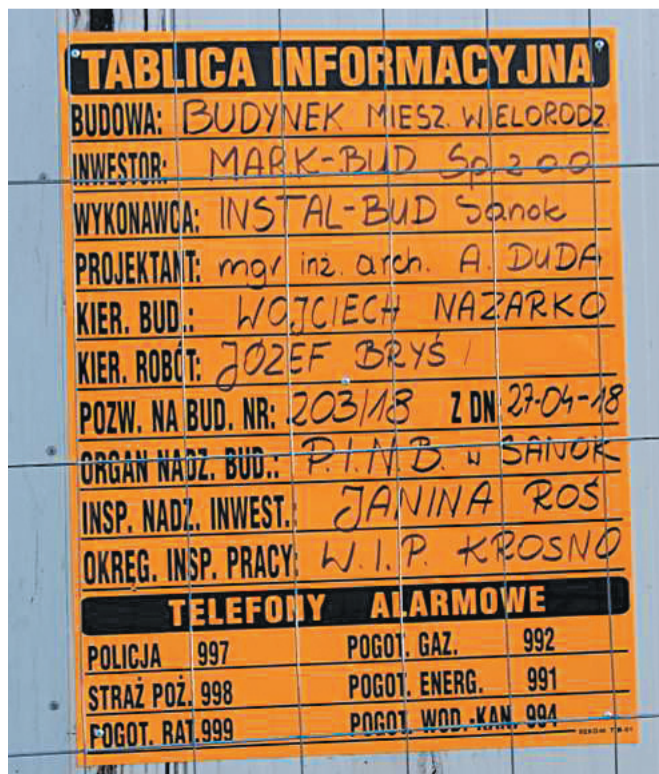 TABLICA INFORMACYJNA
BUDOWA: BUDYNEK MIESZ. WIELORODZ.
INWESTOR: MARK-BUD Sp. z o o
WYKONAWCA: INSTAL-BUD Sanok
PROJEKTANT: mgr inż. arch. A. DUDA
KIER. BUD.: WOJCIECH NAZARKO
KIER. ROBÓT: JÓZEF BRYŚ
POZW. NA BUD. NR: 203/18 Z DN. 27-04-18
ORGAN NADZ. BUD.: P.I.N.B. w SANOK
INSP. NADZ. INWEST.: JANINA ROŚ
OKRĘG. INSP. PRACY: W.I.P. KROSNO
TELEFONY ALARMOWE
POLICJA 997 POGOT. GAZ. 992
STRAŻ POŻ. 998 POGOT. ENERG. 991
POGOT. RAT. 999 POGOT. WOD.-KAN. 994